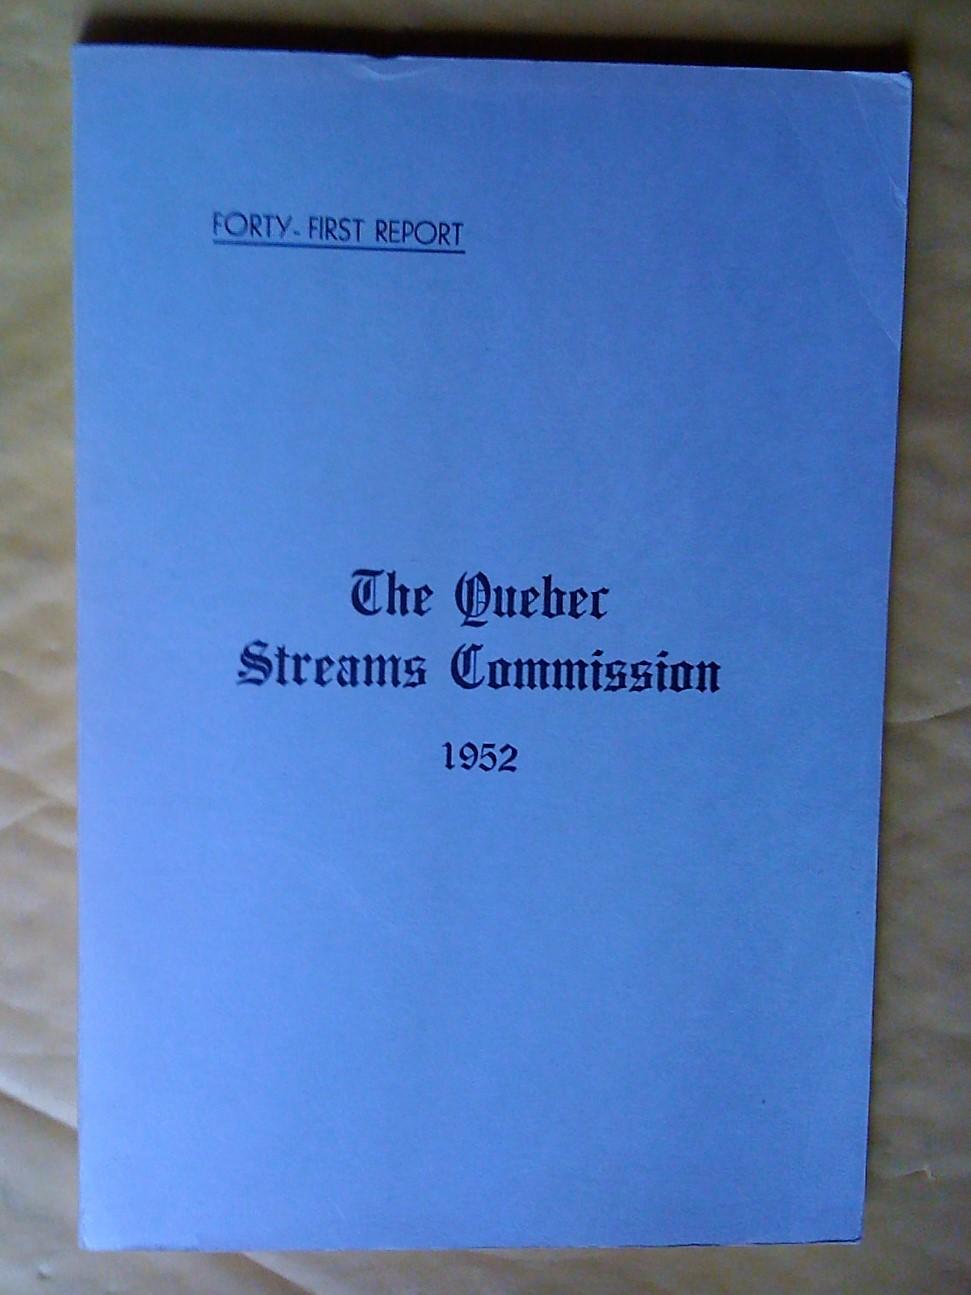 FORTY-FIRST REPORT
The Quebec
Streams Commission
1952